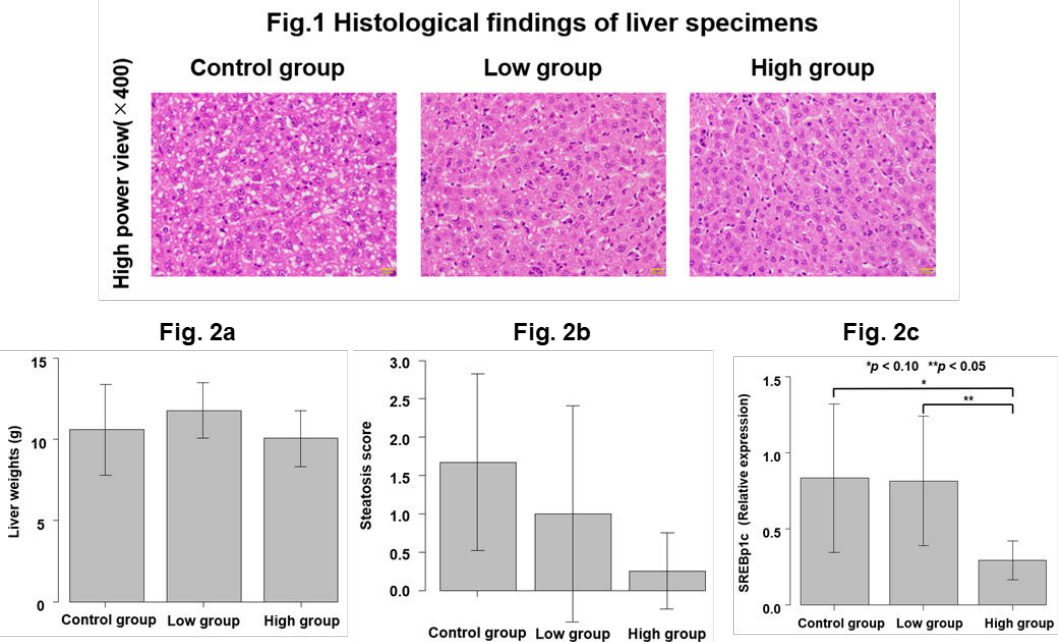 Fig.1 Histological findings of liver specimens
High power view(×400)
Control group
Low group
High group
Fig. 2a
Liver weights (g)
15
10
5
0
Control group
Low group
High group
Fig. 2b
Steatosis score
3.0
2.5
2.0
1.5
1.0
0.5
0.0
Control group
Low group
High group
Fig. 2c
*p < 0.10 **p < 0.05
*
**
SREBp1c (Relative expression)
1.5
1.0
0.5
0.0
Control group
Low group
High group